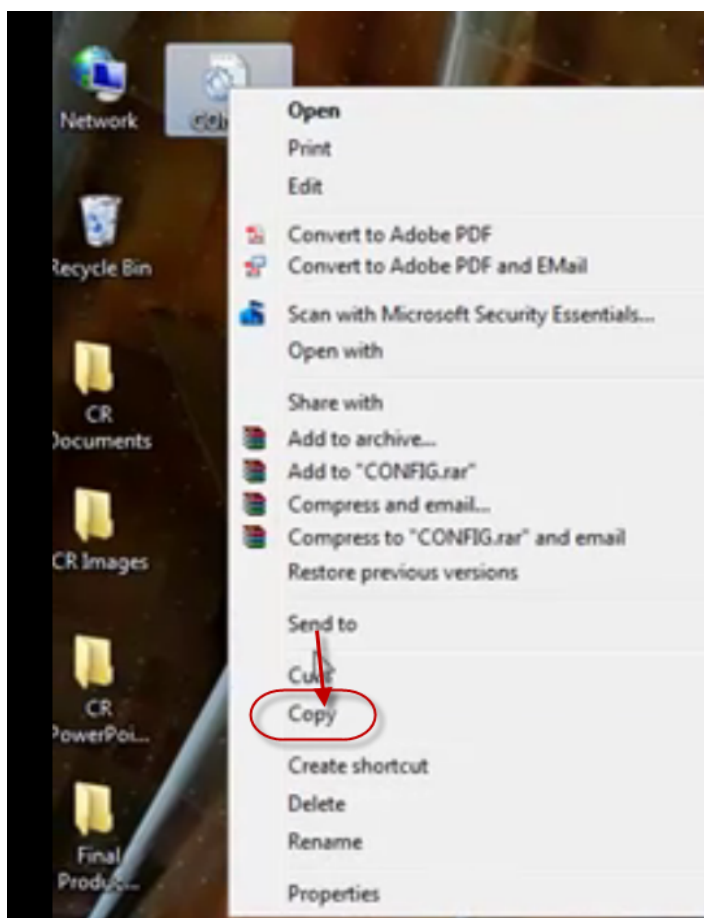 Network
Recycle Bin
CR
Documents
CR Images
CR
PowerPoi...
Final
Produc...
Open
Print
Edit
Convert to Adobe PDF
Convert to Adobe PDF and EMail
Scan with Microsoft Security Essentials...
Open with
Share with
Add to archive...
Add to "CONFIG.rar"
Compress and email...
Compress to "CONFIG.rar" and email
Restore previous versions
Send to
Cut
Copy
Create shortcut
Delete
Rename
Properties